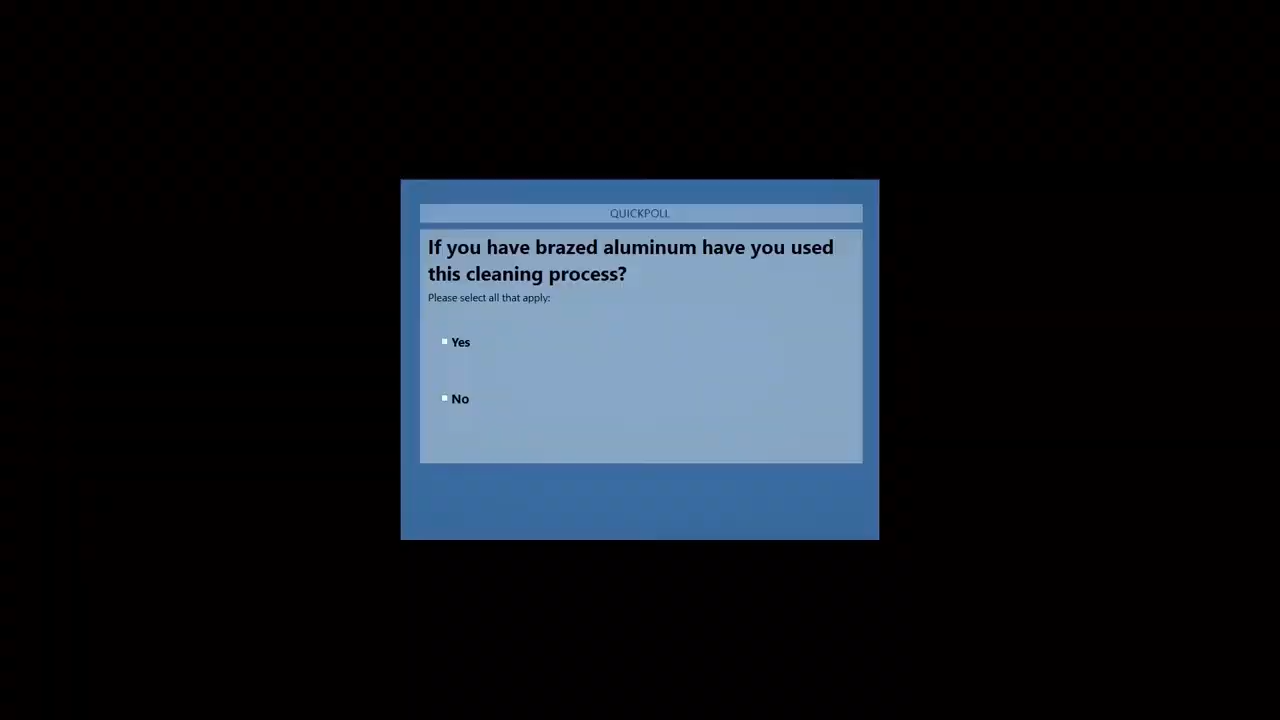 QUICKPOLL
If you have brazed aluminum have you used
this cleaning process?
Please select all that apply:
Yes
No